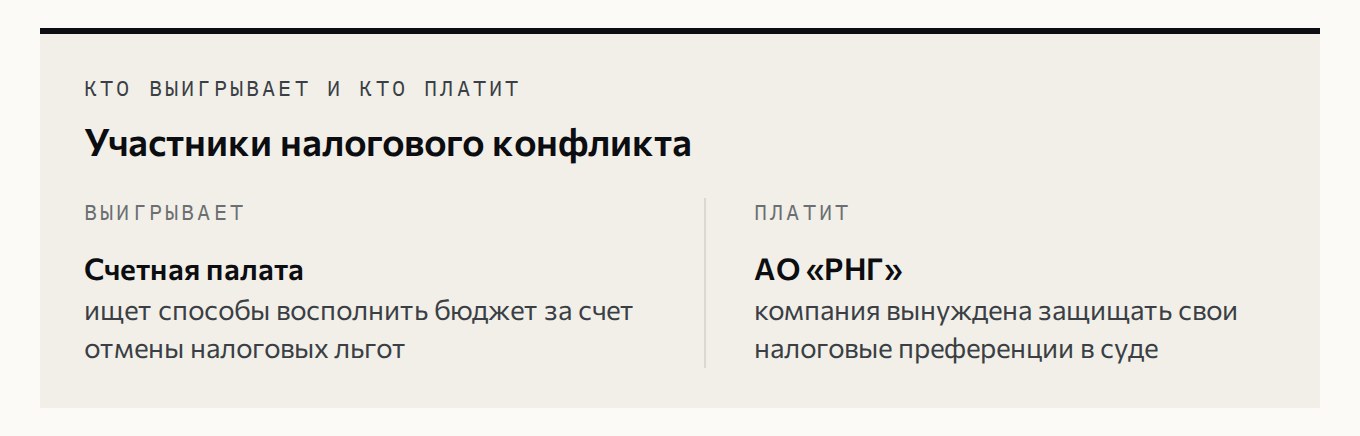 КТО ВЫИГРЫВАЕТ И КТО ПЛАТИТ
Участники налогового конфликта
ВЫИГРЫВАЕТ
Счетная палата
ищет способы восполнить бюджет за счет
отмены налоговых льгот
ПЛАТИТ
АО «РНГ»
компания вынуждена защищать свои
налоговые преференции в суде